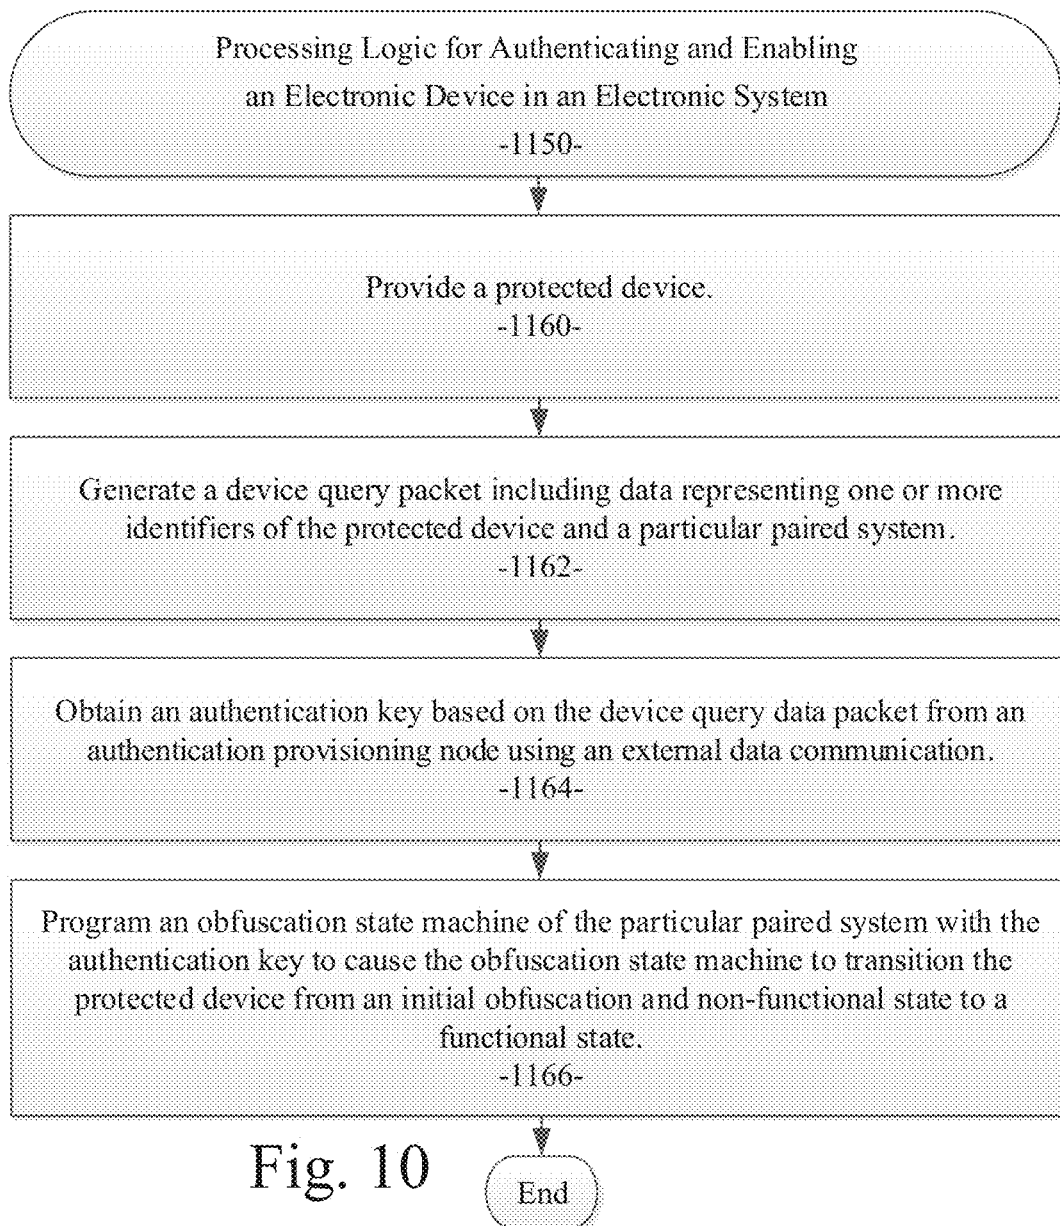 Processing Logic for Authenticating and Enabling
an Electronic Device in an Electronic System
-1150-
Provide a protected device.
-1160-
Generate a device query packet including data representing one or more
identifiers of the protected device and a particular paired system.
-1162-
Obtain an authentication key based on the device query data packet from an
authentication provisioning node using an external data communication.
-1164-
Program an obfuscation state machine of the particular paired system with the
authentication key to cause the obfuscation state machine to transition the
protected device from an initial obfuscation and non-functional state to a
functional state.
-1166-
Fig. 10
End